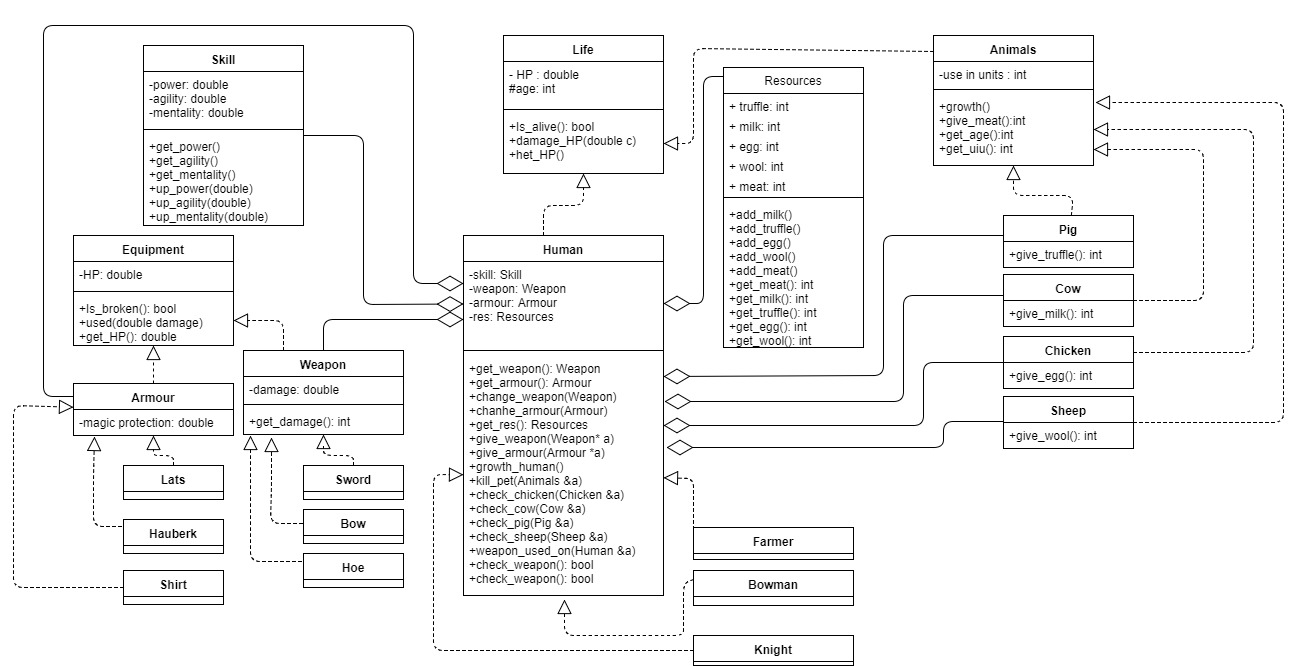 Skill
-power: double
-agility: double
-mentality: double
+get_power()
+get_agility()
+get_mentality()
+up_power(double)
+up_agility(double)
+up_mentality(double)
Life
- HP : double
#age: int
+Is_alive(): bool
+damage_HP(double c)
+het_HP()
Resources
+ truffle: int
+ milk: int
+ egg: int
+ wool: int
+ meat: int
+add_milk()
+add_truffle()
+add_egg()
+add_wool()
+add_meat()
+get_meat(): int
+get_milk(): int
+get_truffle(): int
+get_egg(): int
+get_wool(): int
Animals
-use in units : int
+growth()
+give_meat():int
+get_age():int
+get_uiu(): int
Equipment
-HP: double
+Is_broken(): bool
+used(double damage)
+get_HP(): double
Human
-skill: Skill
-weapon: Weapon
-armour: Armour
-res: Resources
+get_weapon(): Weapon
+get_armour(): Armour
+change_weapon(Weapon)
+chanhe_armour(Armour)
+get_res(): Resources
+give_weapon(Weapon* a)
+give_armour(Armour *a)
+growth_human()
+kill_pet(Animals &a)
+check_chicken(Chicken &a)
+check_cow(Cow &a)
+check_pig(Pig &a)
+check_sheep(Sheep &a)
+weapon_used_on(Human &a)
+check_weapon(): bool
+check_weapon(): bool
Pig
+give_truffle(): int
Cow
+give_milk(): int
Chicken
+give_egg(): int
Sheep
+give_wool(): int
Weapon
-damage: double
+get_damage(): int
Armour
-magic protection: double
Lats
Hauberk
Shirt
Sword
Bow
Hoe
Farmer
Bowman
Knight